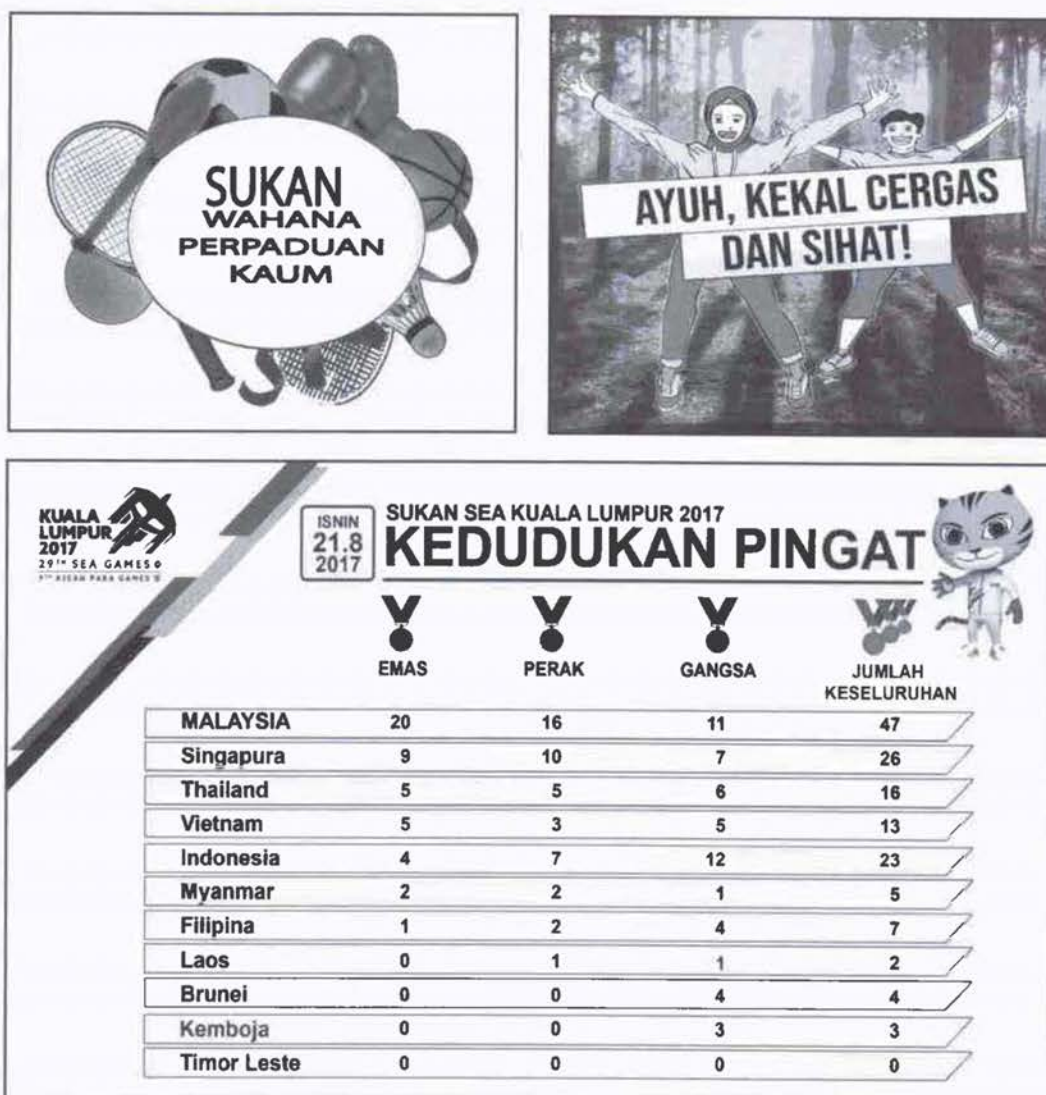 SUKAN
WAHANA
PERPADUAN
KAUM
AYUH, KEKAL CERGAS
DAN SIHAT!
KUALA
LUMPUR
2017
29TH SEA GAMES
9TH ASEAN PARA GAMES
ISNIN
21.8
2017
SUKAN SEA KUALA LUMPUR 2017
KEDUDUKAN PINGAT
EMAS PERAK GANGSA JUMLAH
KESELURUHAN
MALAYSIA 20 16 11 47
Singapura 9 10 7 26
Thailand 5 5 6 16
Vietnam 5 3 5 13
Indonesia 4 7 12 23
Myanmar 2 2 1 5
Filipina 1 2 4 7
Laos 0 1 1 2
Brunei 0 0 4 4
Kemboja 0 0 3 3
Timor Leste 0 0 0 0